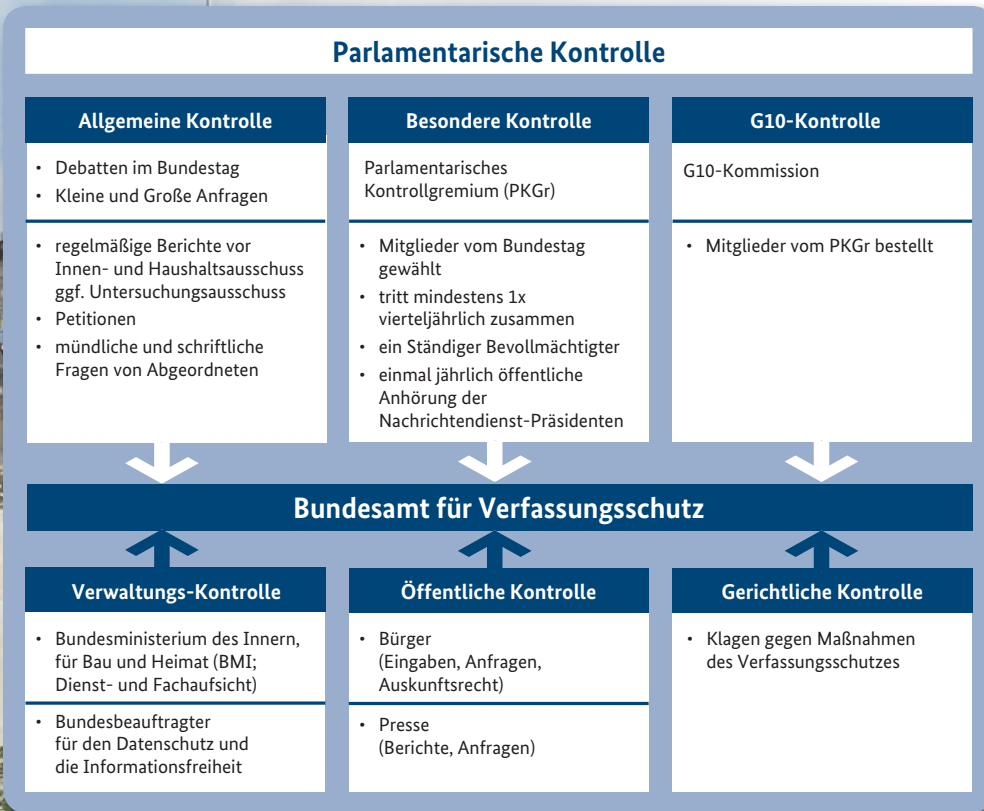 Parlamentarische Kontrolle
Allgemeine Kontrolle
• Debatten im Bundestag
• Kleine und Große Anfragen
• regelmäßige Berichte vor
Innen- und Haushaltsausschuss
ggf. Untersuchungsausschuss
• Petitionen
• mündliche und schriftliche
Fragen von Abgeordneten
Besondere Kontrolle
Parlamentarisches
Kontrollgremium (PKGr)
• Mitglieder vom Bundestag
gewählt
• tritt mindestens 1x
vierteljährlich zusammen
• ein Ständiger Bevollmächtigter
• einmal jährlich öffentliche
Anhörung der
Nachrichtendienst-Präsidenten
G10-Kontrolle
G10-Kommission
• Mitglieder vom PKGr bestellt
Bundesamt für Verfassungsschutz
Verwaltungs-Kontrolle
• Bundesministerium des Innern,
für Bau und Heimat (BMI;
Dienst- und Fachaufsicht)
• Bundesbeauftragter
für den Datenschutz und
die Informationsfreiheit
Öffentliche Kontrolle
• Bürger
(Eingaben, Anfragen,
Auskunftsrecht)
• Presse
(Berichte, Anfragen)
Gerichtliche Kontrolle
• Klagen gegen Maßnahmen
des Verfassungsschutzes